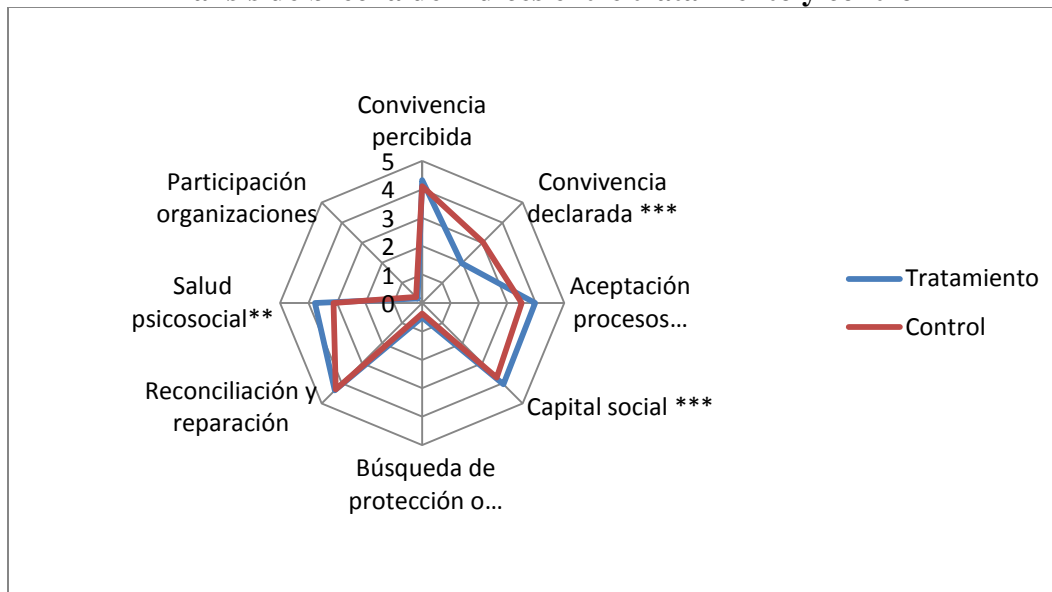 Convivencia
percibida
Convivencia
declarada ***
Aceptación
procesos...
Capital social ***
Búsqueda de
protección o...
Reconciliación y
reparación
Salud
psicosocial**
Participación
organizaciones
5
4
3
2
1
0
Tratamiento
Control